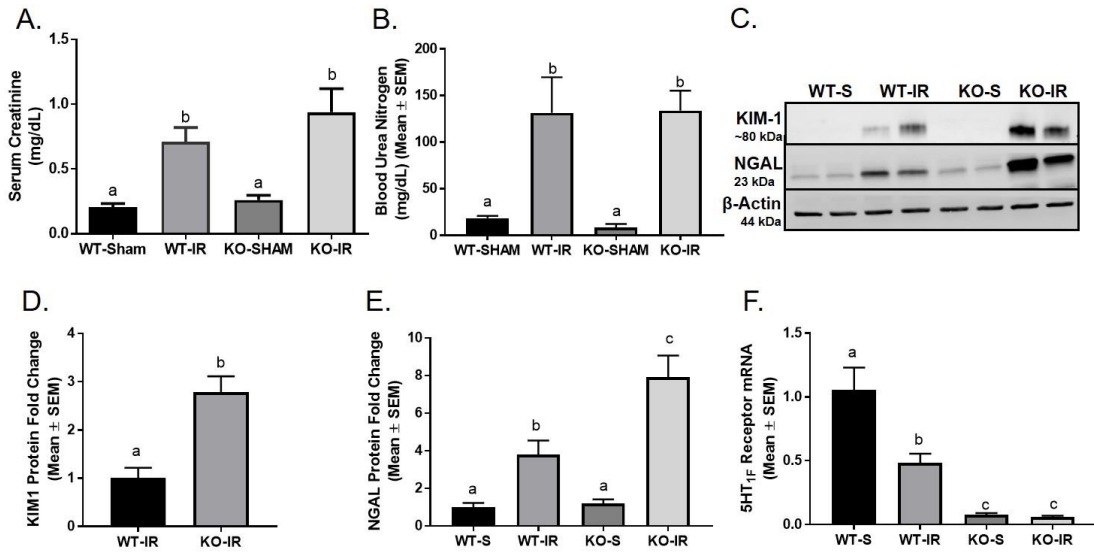 A.
Serum Creatinine
(mg/dL)
1.5
1.0
0.5
0.0
a
b
a
b
WT-Sham WT-IR KO-SHAM KO-IR
B.
Blood Urea Nitrogen
(mg/dL) (Mean ± SEM)
200
150
100
50
0
a
b
a
b
WT-SHAM WT-IR KO-SHAM KO-IR
C.
WT-S WT-IR KO-S KO-IR
KIM-1
~80 kDa
NGAL
23 kDa
β-Actin
44 kDa
D.
KIM1 Protein Fold Change
(Mean ± SEM)
4
3
2
1
0
a
b
WT-IR KO-IR
E.
NGAL Protein Fold Change
(Mean ± SEM)
10
8
6
4
2
0
a
b
a
c
WT-S WT-IR KO-S KO-IR
F.
5HT1F Receptor mRNA
(Mean ± SEM)
1.5
1.0
0.5
0.0
a
b
c
c
WT-S WT-IR KO-S KO-IR